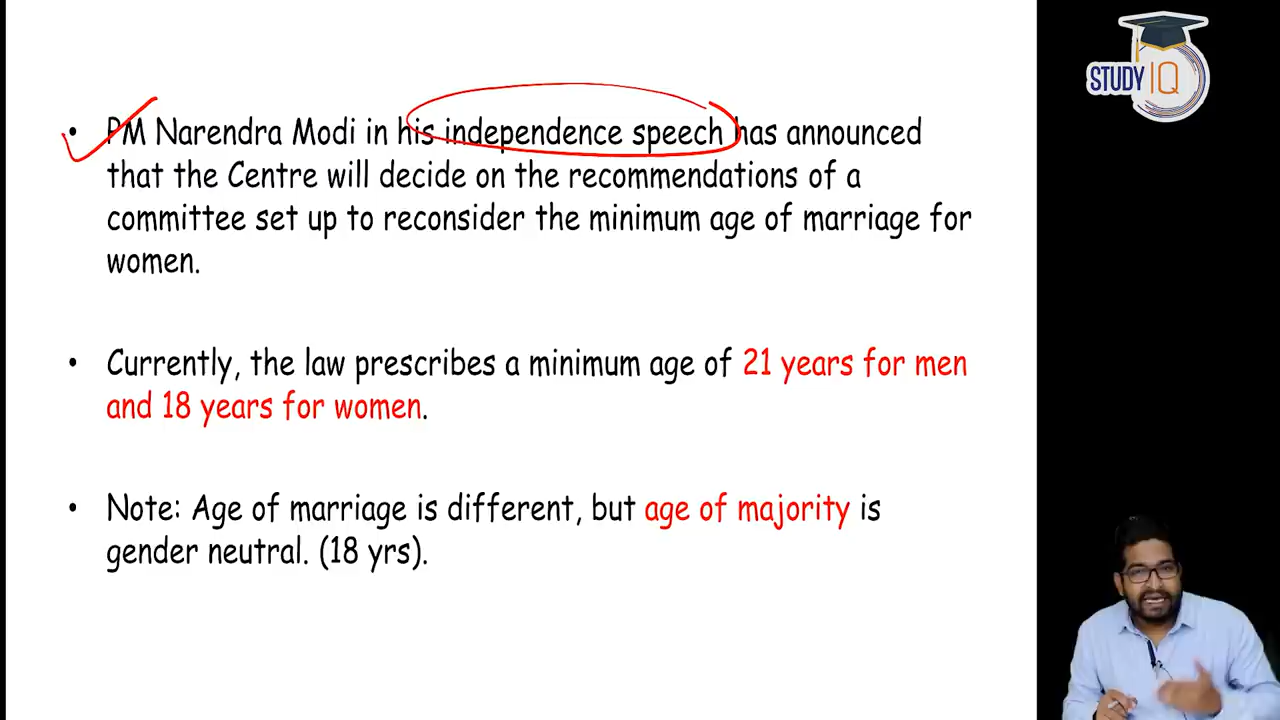 STUDY IQ
• PM Narendra Modi in his independence speech has announced
that the Centre will decide on the recommendations of a
committee set up to reconsider the minimum age of marriage for
women.
• Currently, the law prescribes a minimum age of 21 years for men
and 18 years for women.
• Note: Age of marriage is different, but age of majority is
gender neutral. (18 yrs).